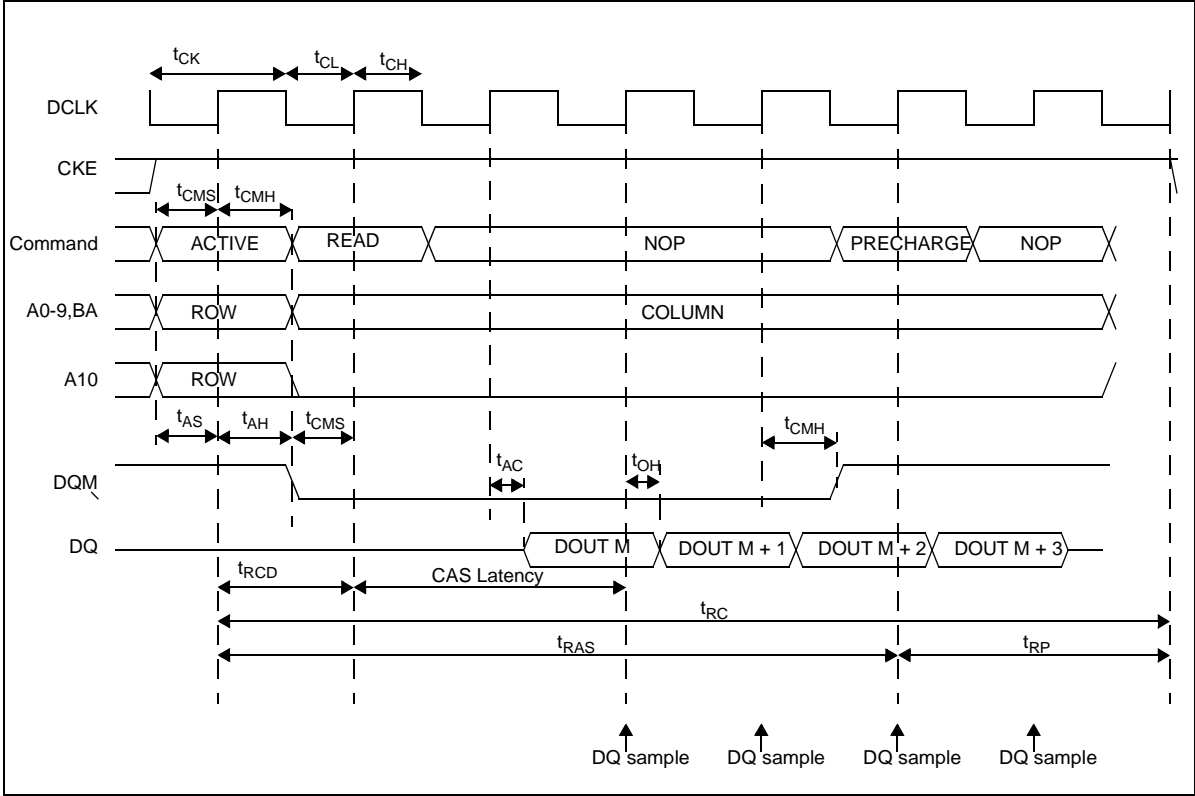 tCK tCL tCH
DCLK
CKE
tCMS tCMH
Command ACTIVE READ NOP PRECHARGE NOP
A0-9,BA ROW COLUMN
A10 ROW
tAS tAH tCMS tCMH
tAC tOH
DQM
DQ DOUT M DOUT M + 1 DOUT M + 2 DOUT M + 3
tRCD CAS Latency
tRC
tRAS tRP
DQ sample DQ sample DQ sample DQ sample